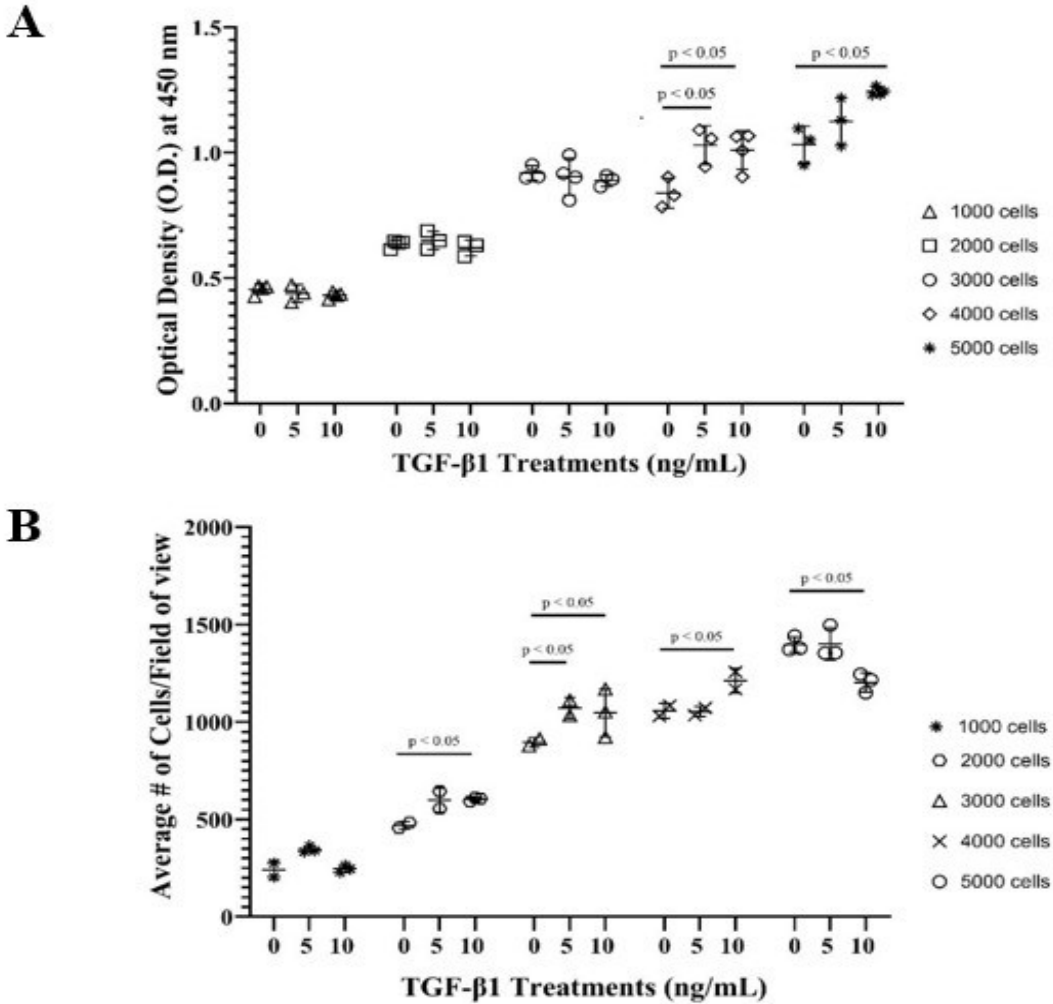 A
Optical Density (O.D.) at 450 nm
1.5
1.0
0.5
0.0
p < 0.05
p < 0.05
p < 0.05
0 5 10 0 5 10 0 5 10 0 5 10 0 5 10
TGF-β1 Treatments (ng/mL)
1000 cells
2000 cells
3000 cells
4000 cells
5000 cells
B
Average # of Cells/Field of view
2000
1500
1000
500
0
p < 0.05
p < 0.05
p < 0.05
p < 0.05
p < 0.05
0 5 10 0 5 10 0 5 10 0 5 10 0 5 10
TGF-β1 Treatments (ng/mL)
1000 cells
2000 cells
3000 cells
4000 cells
5000 cells